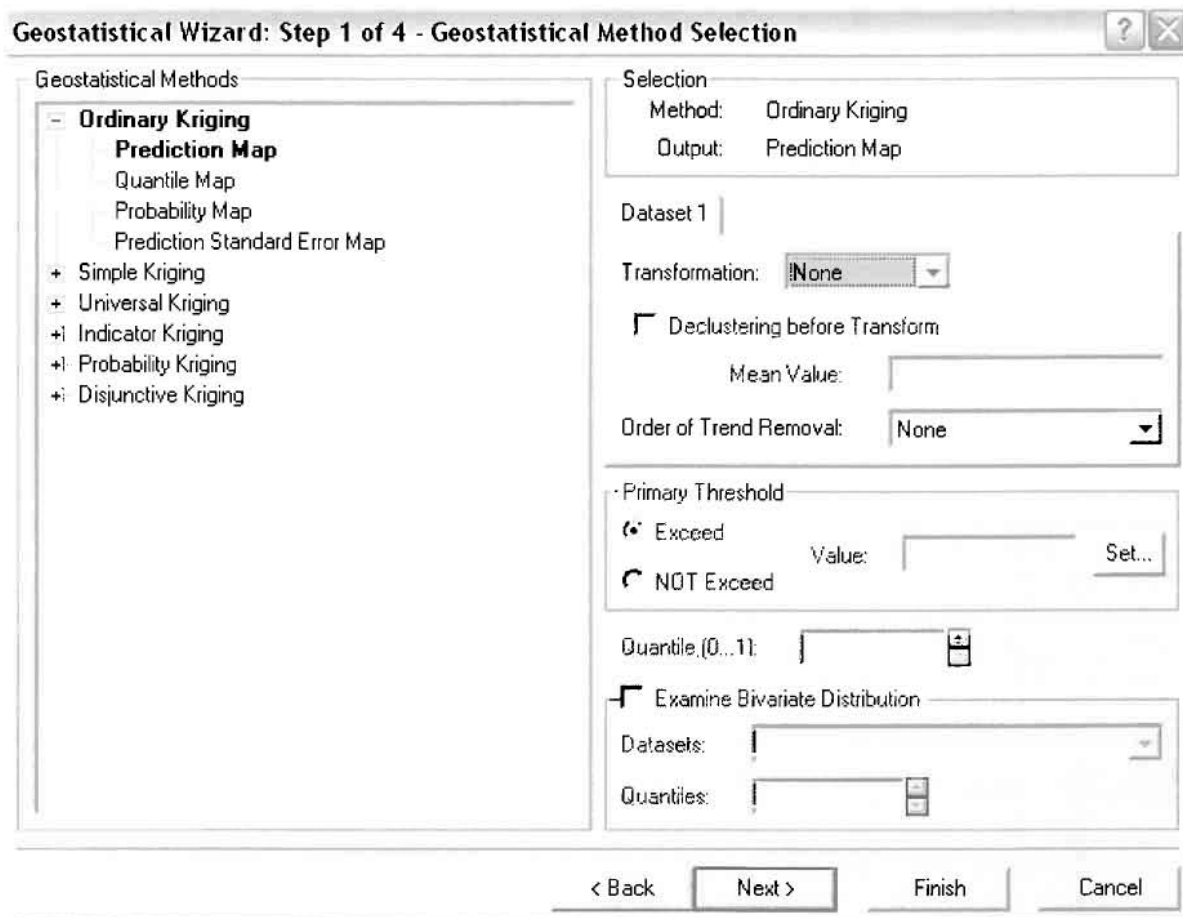 Geostatistical Wizard: Step 1 of 4 - Geostatistical Method Selection
Geostatistical Methods
Ordinary Kriging
Prediction Map
Quantile Map
Probability Map
Prediction Standard Error Map
Simple Kriging
Universal Kriging
Indicator Kriging
Probability Kriging
Disjunctive Kriging
Selection
Method: Ordinary Kriging
Output: Prediction Map
Dataset 1
Transformation: None
Declustering before Transform
Mean Value:
Order of Trend Removal: None
Primary Threshold
Exceed
Value: Set...
NOT Exceed
Quantile (0...1):
Examine Bivariate Distribution
Datasets:
Quantiles:
< Back Next > Finish Cancel